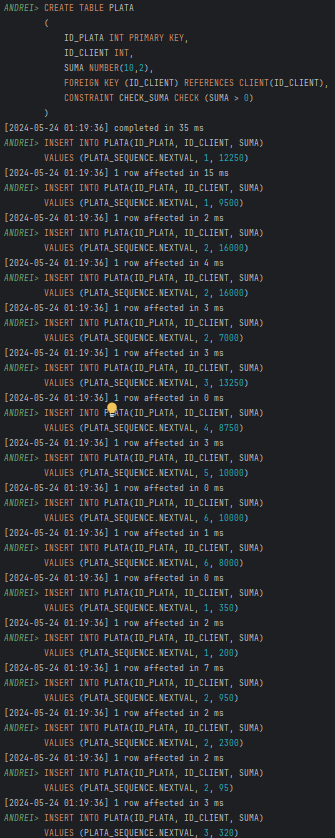 ANDREI> CREATE TABLE PLATA
(
ID_PLATA INT PRIMARY KEY,
ID_CLIENT INT,
SUMA NUMBER(10,2),
FOREIGN KEY (ID_CLIENT) REFERENCES CLIENT(ID_CLIENT),
CONSTRAINT CHECK_SUMA CHECK (SUMA > 0)
)
[2024-05-24 01:19:36] completed in 35 ms
ANDREI> INSERT INTO PLATA(ID_PLATA, ID_CLIENT, SUMA)
VALUES (PLATA_SEQUENCE.NEXTVAL, 1, 12250)
[2024-05-24 01:19:36] 1 row affected in 15 ms
ANDREI> INSERT INTO PLATA(ID_PLATA, ID_CLIENT, SUMA)
VALUES (PLATA_SEQUENCE.NEXTVAL, 1, 9500)
[2024-05-24 01:19:36] 1 row affected in 2 ms
ANDREI> INSERT INTO PLATA(ID_PLATA, ID_CLIENT, SUMA)
VALUES (PLATA_SEQUENCE.NEXTVAL, 2, 16000)
[2024-05-24 01:19:36] 1 row affected in 4 ms
ANDREI> INSERT INTO PLATA(ID_PLATA, ID_CLIENT, SUMA)
VALUES (PLATA_SEQUENCE.NEXTVAL, 2, 16000)
[2024-05-24 01:19:36] 1 row affected in 3 ms
ANDREI> INSERT INTO PLATA(ID_PLATA, ID_CLIENT, SUMA)
VALUES (PLATA_SEQUENCE.NEXTVAL, 2, 7000)
[2024-05-24 01:19:36] 1 row affected in 3 ms
ANDREI> INSERT INTO PLATA(ID_PLATA, ID_CLIENT, SUMA)
VALUES (PLATA_SEQUENCE.NEXTVAL, 3, 13250)
[2024-05-24 01:19:36] 1 row affected in 0 ms
ANDREI> INSERT INTO PLATA(ID_PLATA, ID_CLIENT, SUMA)
VALUES (PLATA_SEQUENCE.NEXTVAL, 4, 8750)
[2024-05-24 01:19:36] 1 row affected in 3 ms
ANDREI> INSERT INTO PLATA(ID_PLATA, ID_CLIENT, SUMA)
VALUES (PLATA_SEQUENCE.NEXTVAL, 5, 10000)
[2024-05-24 01:19:36] 1 row affected in 0 ms
ANDREI> INSERT INTO PLATA(ID_PLATA, ID_CLIENT, SUMA)
VALUES (PLATA_SEQUENCE.NEXTVAL, 6, 10000)
[2024-05-24 01:19:36] 1 row affected in 1 ms
ANDREI> INSERT INTO PLATA(ID_PLATA, ID_CLIENT, SUMA)
VALUES (PLATA_SEQUENCE.NEXTVAL, 6, 8000)
[2024-05-24 01:19:36] 1 row affected in 0 ms
ANDREI> INSERT INTO PLATA(ID_PLATA, ID_CLIENT, SUMA)
VALUES (PLATA_SEQUENCE.NEXTVAL, 1, 350)
[2024-05-24 01:19:36] 1 row affected in 2 ms
ANDREI> INSERT INTO PLATA(ID_PLATA, ID_CLIENT, SUMA)
VALUES (PLATA_SEQUENCE.NEXTVAL, 1, 200)
[2024-05-24 01:19:36] 1 row affected in 7 ms
ANDREI> INSERT INTO PLATA(ID_PLATA, ID_CLIENT, SUMA)
VALUES (PLATA_SEQUENCE.NEXTVAL, 2, 950)
[2024-05-24 01:19:36] 1 row affected in 2 ms
ANDREI> INSERT INTO PLATA(ID_PLATA, ID_CLIENT, SUMA)
VALUES (PLATA_SEQUENCE.NEXTVAL, 2, 2300)
[2024-05-24 01:19:36] 1 row affected in 2 ms
ANDREI> INSERT INTO PLATA(ID_PLATA, ID_CLIENT, SUMA)
VALUES (PLATA_SEQUENCE.NEXTVAL, 2, 95)
[2024-05-24 01:19:36] 1 row affected in 3 ms
ANDREI> INSERT INTO PLATA(ID_PLATA, ID_CLIENT, SUMA)
VALUES (PLATA_SEQUENCE.NEXTVAL, 3, 320)